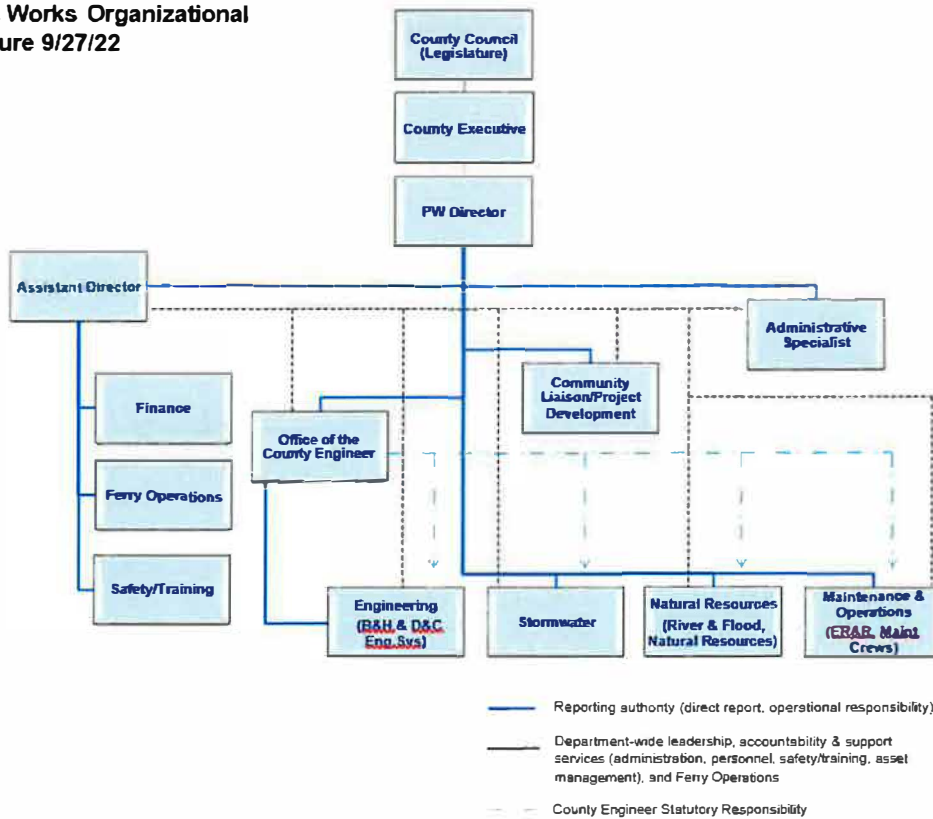 Works Organizational
ure 9/27/22
County Council
(Legislature)
County Executive
PW Director
Assistant Director
Administrative
Specialist
Community
Liaison/Project
Development
Finance
Office of the
County Engineer
Ferry Operations
Safety/Training
Engineering
(B&H & D&C
Eng Svs)
Stormwater
Natural Resources
(River & Flood,
Natural Resources)
Maintenance &
Operations
(ER&R, Maint
Crews)
Reporting authority (direct report, operational responsibility)
Department-wide leadership, accountability & support
services (administration, personnel, safety/training, asset
management), and Ferry Operations
County Engineer Statutory Responsibility